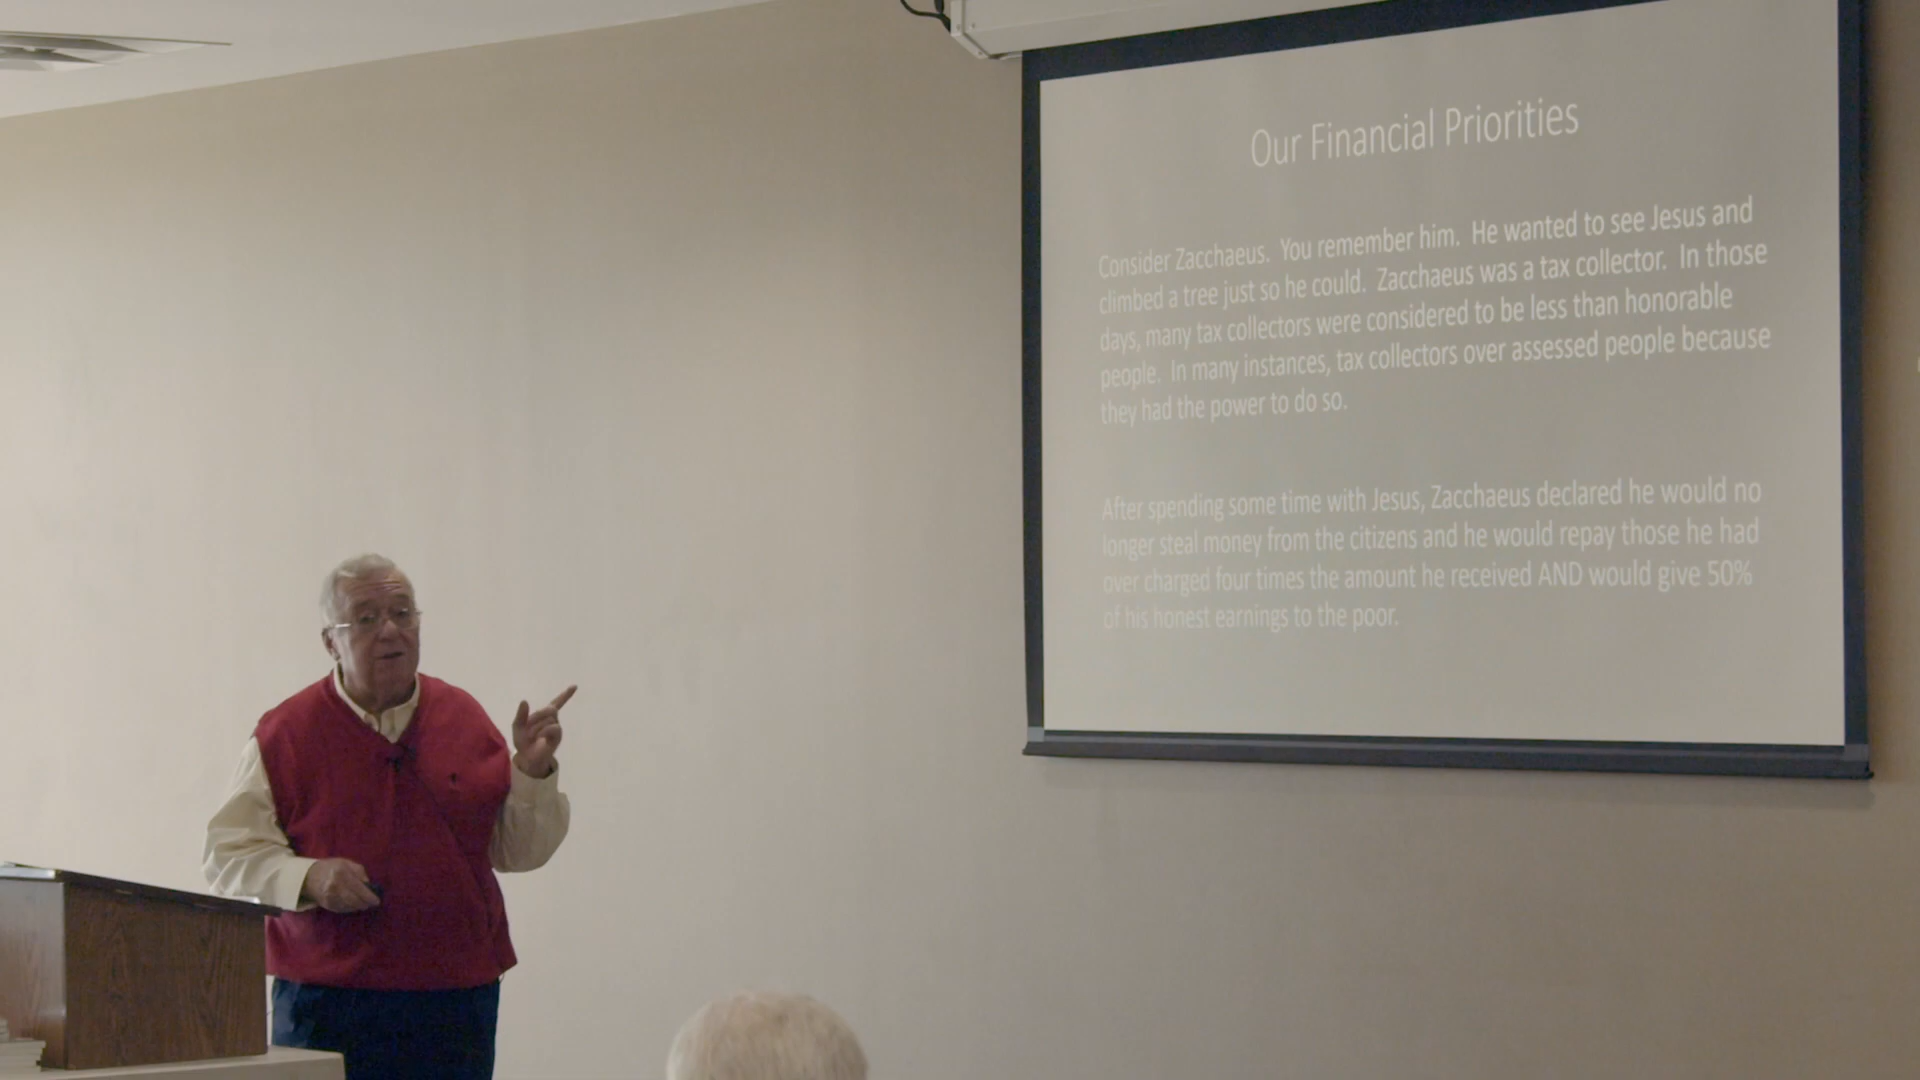 Our Financial Priorities
Consider Zacchaeus. You remember him. He wanted to see Jesus and
climbed a tree just so he could. Zacchaeus was a tax collector. In those
days, many tax collectors were considered to be less than honorable
people. In many instances, tax collectors over assessed people because
they had the power to do so.
After spending some time with Jesus, Zacchaeus declared he would no
longer steal money from the citizens and he would repay those he had
over charged four times the amount he received AND would give 50%
of his honest earnings to the poor.